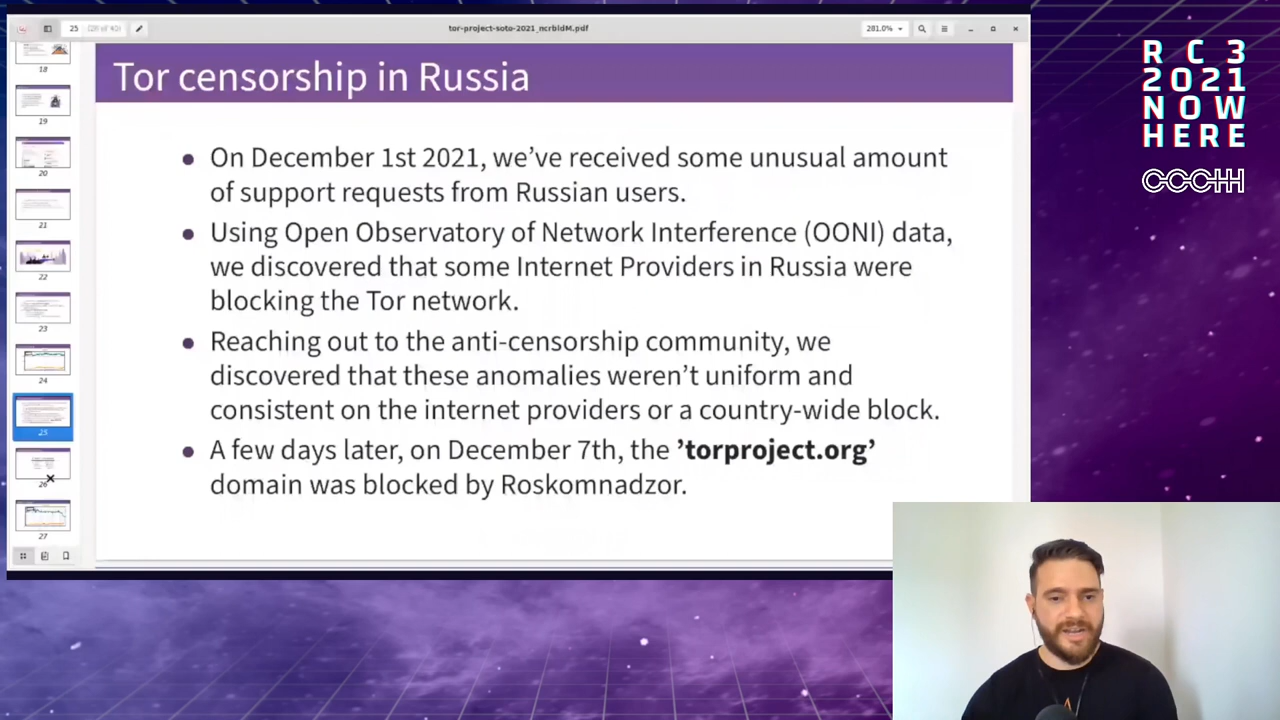 25
(28 of 45)
tor-project-soto-2021_ncrbIdM.pdf
281.0%
Tor censorship in Russia
On December 1st 2021, we’ve received some unusual amount
of support requests from Russian users.
Using Open Observatory of Network Interference (OONI) data,
we discovered that some Internet Providers in Russia were
blocking the Tor network.
Reaching out to the anti-censorship community, we
discovered that these anomalies weren’t uniform and
consistent on the internet providers or a country-wide block.
A few days later, on December 7th, the ’torproject.org’
domain was blocked by Roskomnadzor.
18
19
20
21
22
23
24
25
26
27
RC3
2021
NOW
HERE